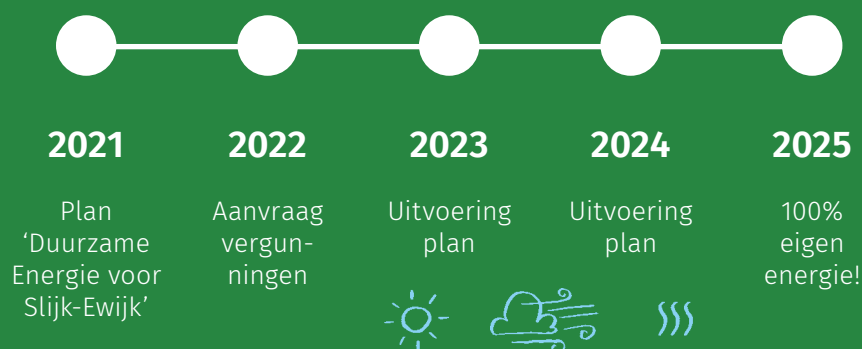 2021
Plan
‘Duurzame
Energie voor
Slijk-Ewijk’
2022
Aanvraag
vergun-
ningen
2023
Uitvoering
plan
2024
Uitvoering
plan
2025
100%
eigen
energie!